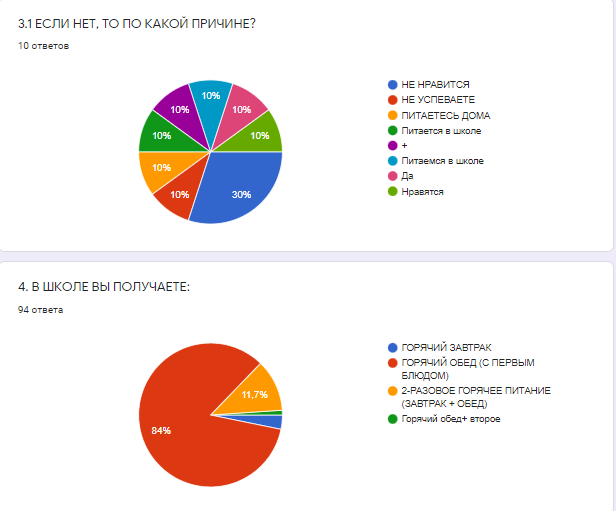 3.1 ЕСЛИ НЕТ, ТО ПО КАКОЙ ПРИЧИНЕ?
10 ответов
10%
10%
10%
10%
10%
10%
10%
30%
НЕ НРАВИТСЯ
НЕ УСПЕВАЕТЕ
ПИТАЕТЕСЬ ДОМА
Питается в школе
+
Питаемся в школе
Да
Нравятся
4. В ШКОЛЕ ВЫ ПОЛУЧАЕТЕ:
94 ответа
11,7%
84%
ГОРЯЧИЙ ЗАВТРАК
ГОРЯЧИЙ ОБЕД (С ПЕРВЫМ
БЛЮДОМ)
2-РАЗОВОЕ ГОРЯЧЕЕ ПИТАНИЕ
(ЗАВТРАК + ОБЕД)
Горячий обед+ второе